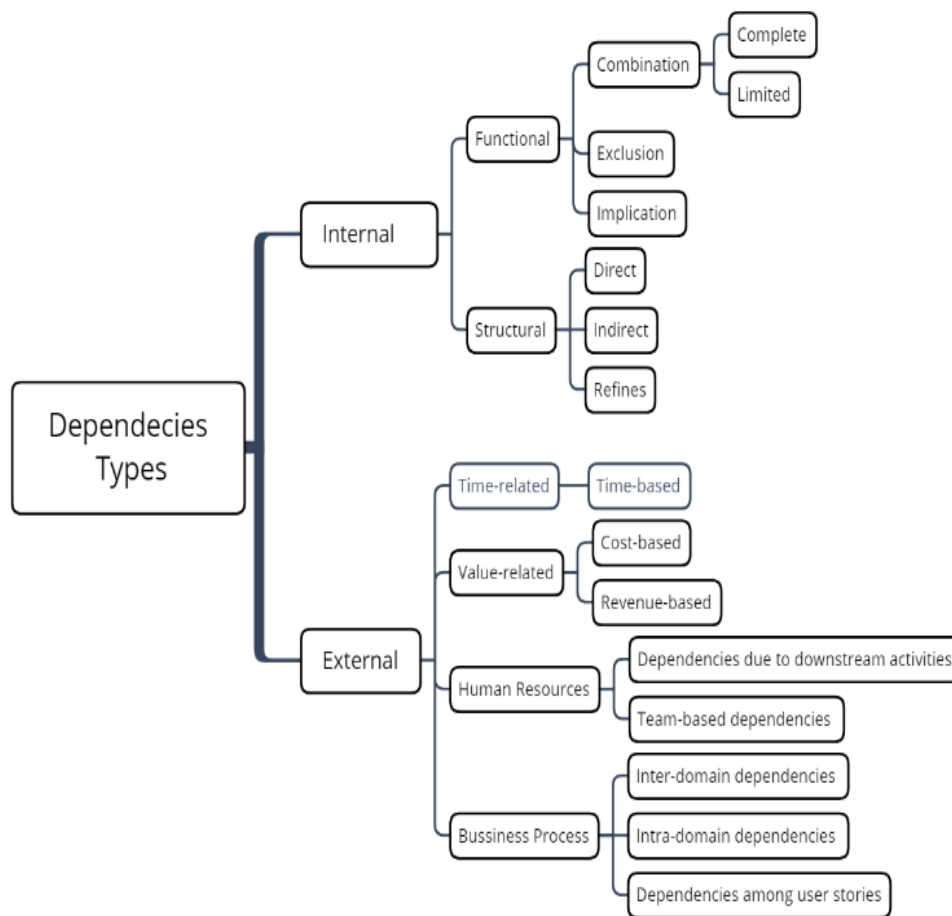 Dependecies
Types
Internal
Functional
Combination
Complete
Limited
Exclusion
Implication
Structural
Direct
Indirect
Refines
External
Time-related
Time-based
Value-related
Cost-based
Revenue-based
Human Resources
Dependencies due to downstream activities
Team-based dependencies
Bussiness Process
Inter-domain dependencies
Intra-domain dependencies
Dependencies among user stories